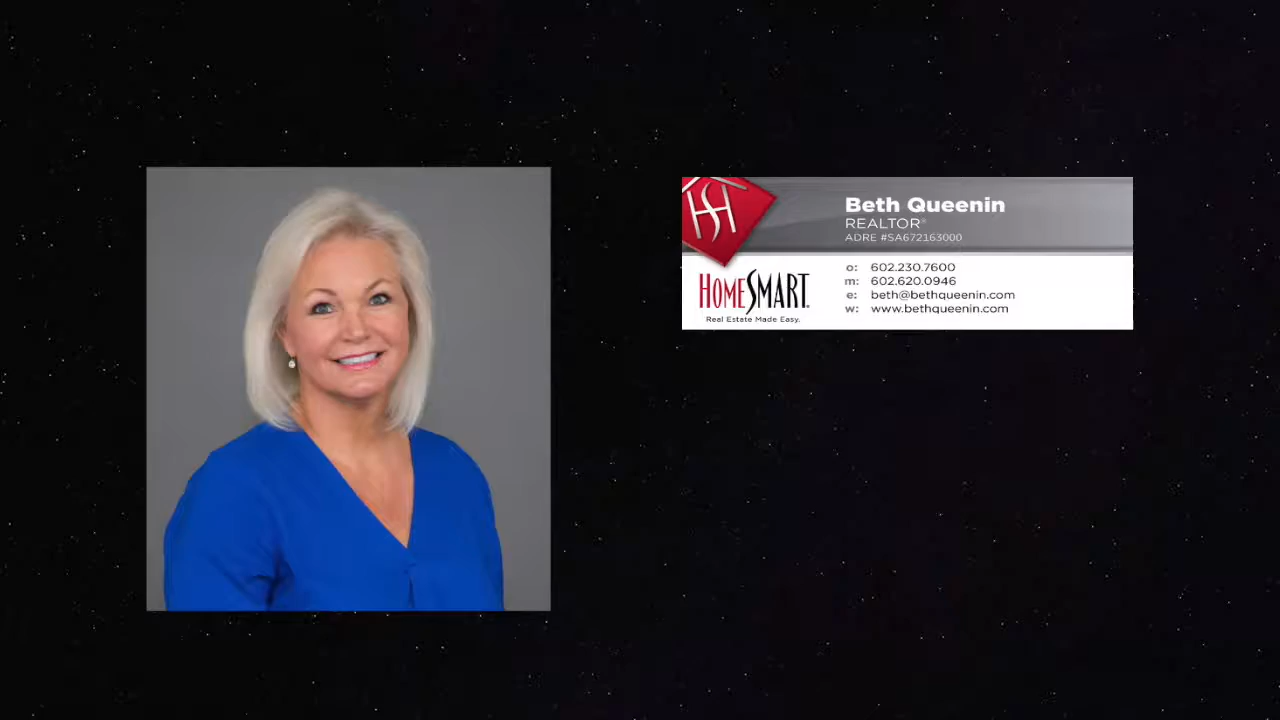 Beth Queenin
REALTOR®
ADRE #SA672163000
HS
HOMESMART
Real Estate Made Easy.
o: 602.230.7600
m: 602.620.0946
e: beth@bethqueenin.com
w: www.bethqueenin.com